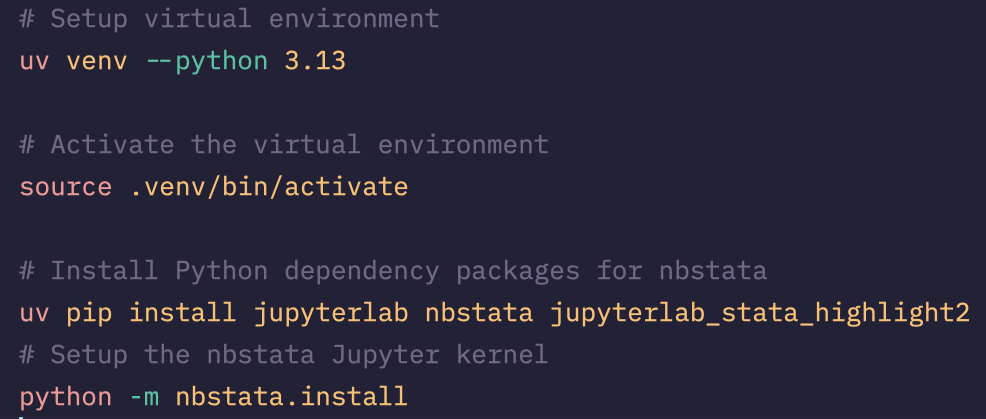 # Setup virtual environment
uv venv --python 3.13
# Activate the virtual environment
source .venv/bin/activate
# Install Python dependency packages for nbstata
uv pip install jupyterlab nbstata jupyterlab_stata_highlight2
# Setup the nbstata Jupyter kernel
python -m nbstata.install